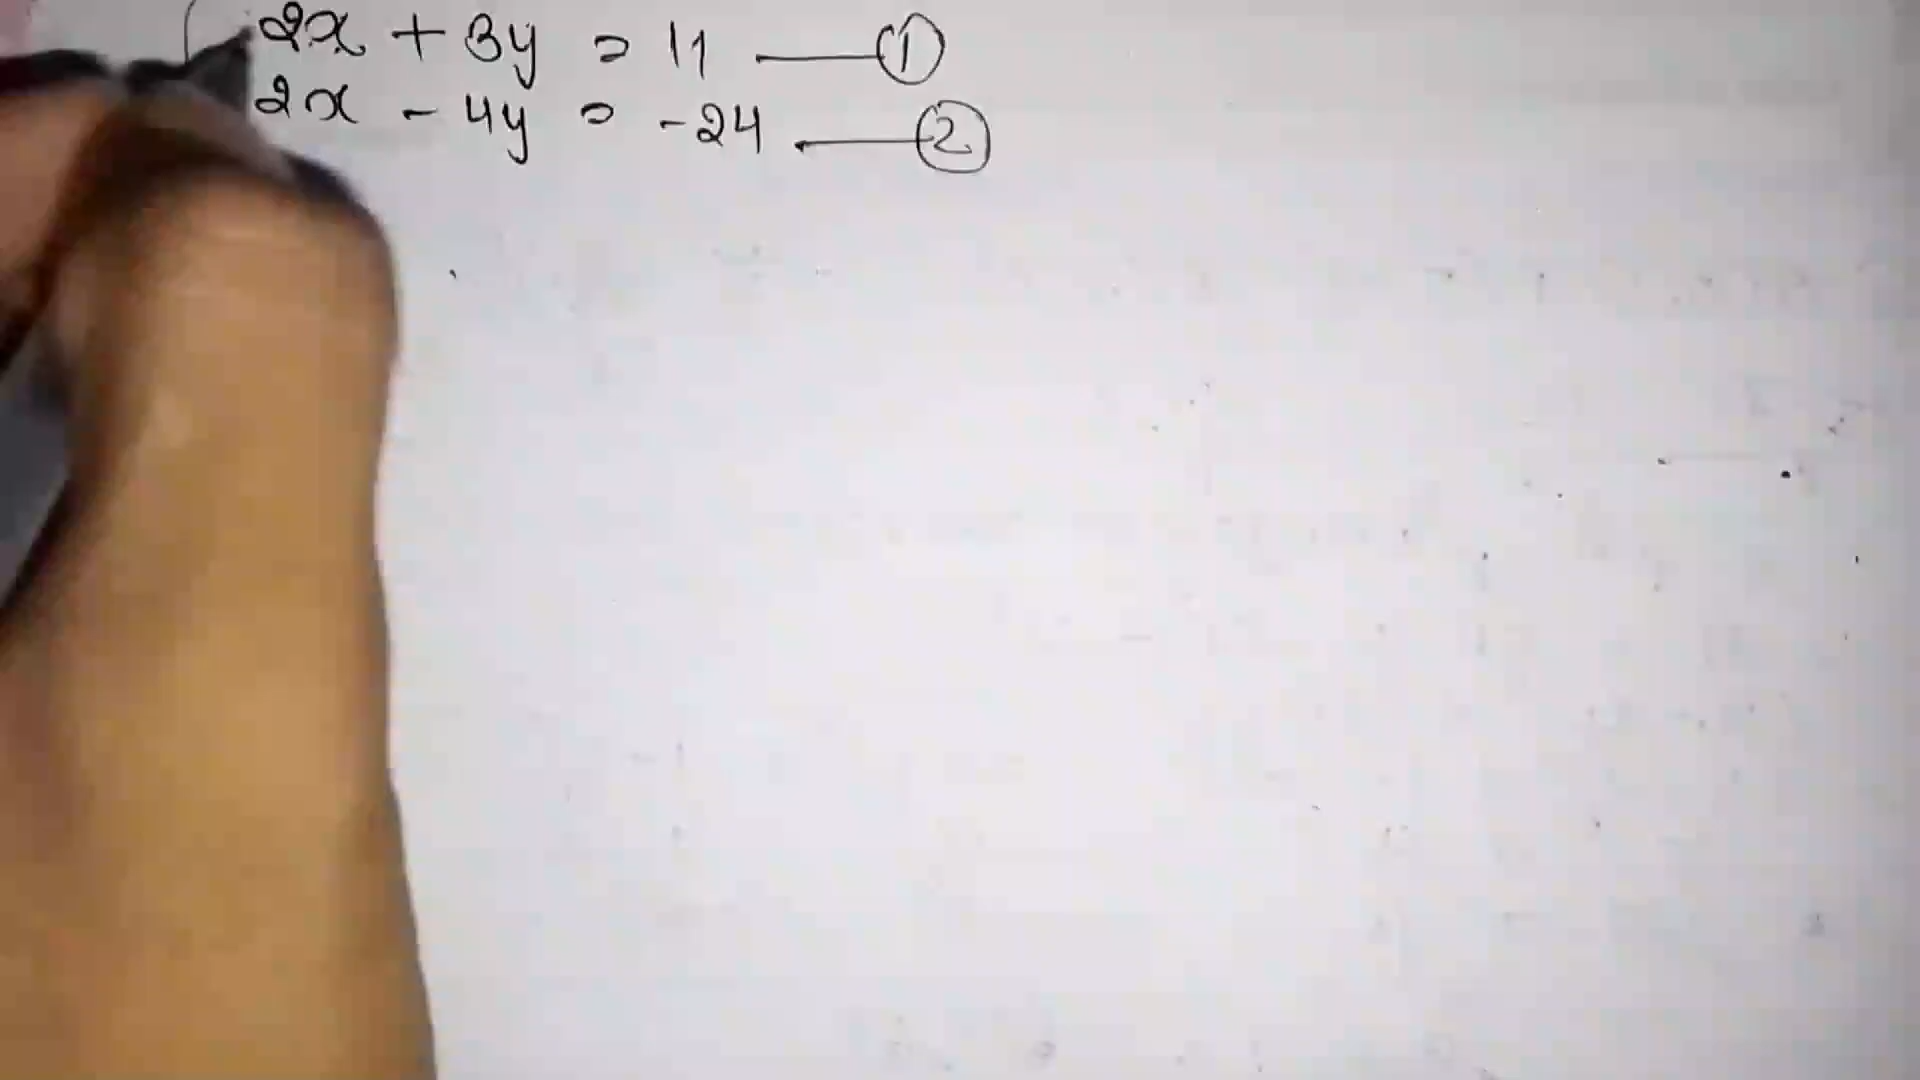 2x + 3y = 11 —— ①
2x - 4y = -24 —— ②